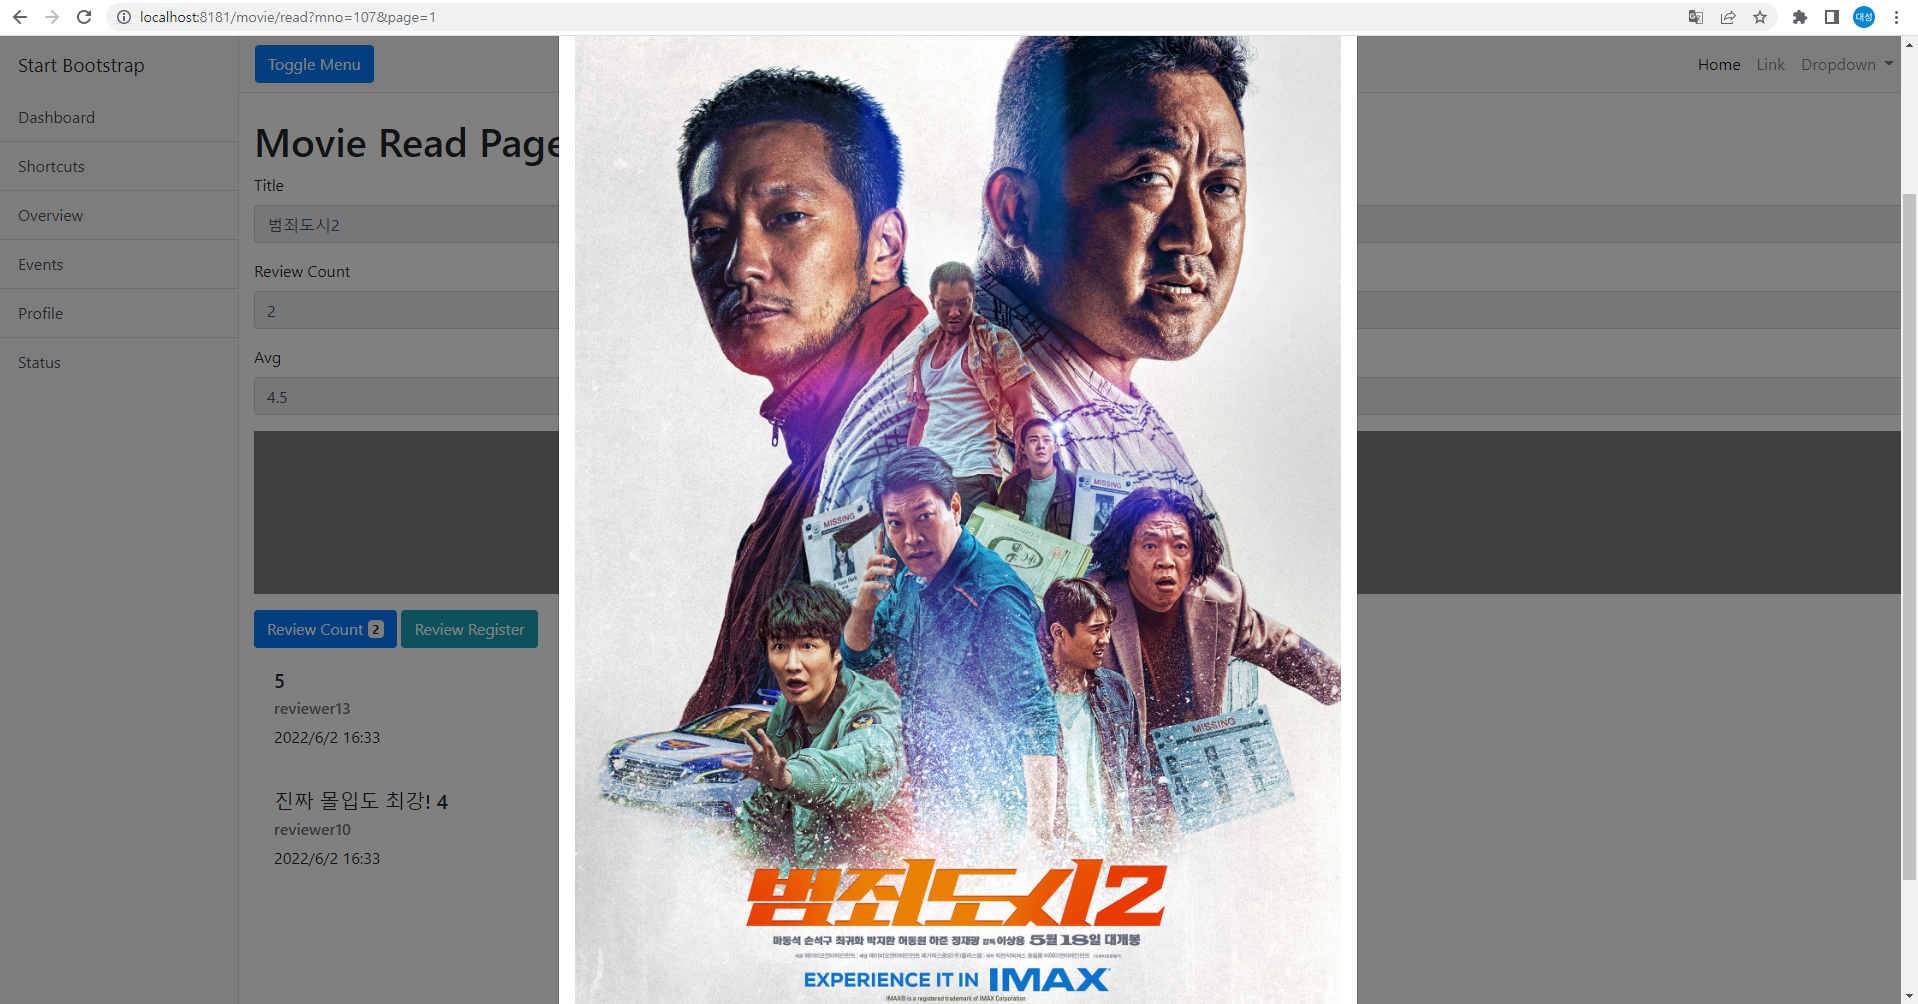 localhost:8181/movie/read?mno=107&page=1
대성
Start Bootstrap
Toggle Menu
Home
Link
Dropdown
Dashboard
Shortcuts
Overview
Events
Profile
Status
Movie Read Page
Title
범죄도시2
Review Count
2
Avg
4.5
Review Count 2
Review Register
5
reviewer13
2022/6/2 16:33
진짜 몰입도 최강! 4
reviewer10
2022/6/2 16:33
MISSING
MISSING
MISSING
범죄도시2
마동석 손석구 최귀화 박지환 허동원 하준 정재광 감독 이상용 5월 18일 대개봉
EXPERIENCE IT IN IMAX
IMAX® is a registered trademark of IMAX Corporation